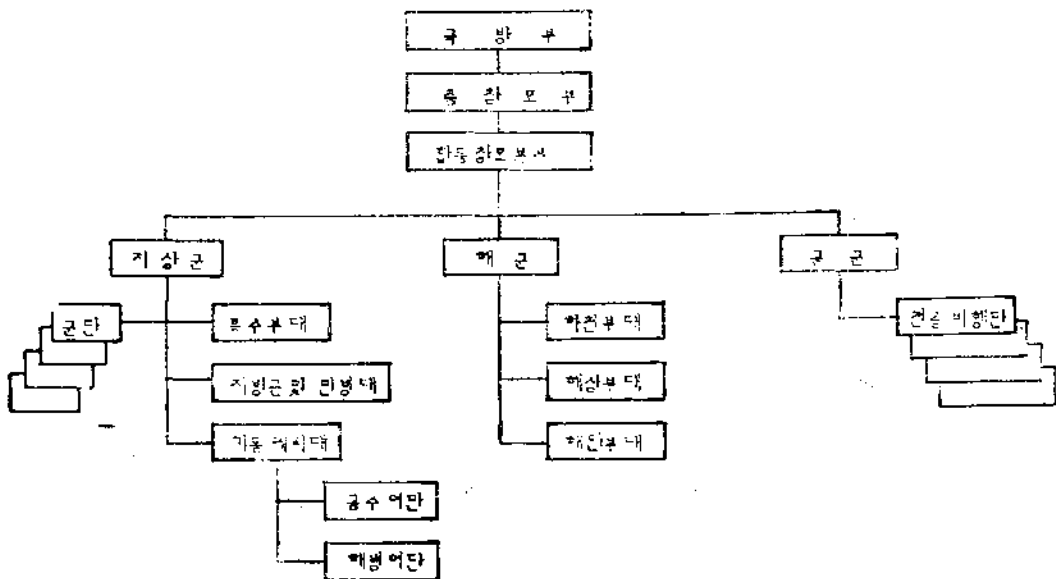 국 방 부
총 참 모 부
합동참모본부
지 상 군
해 군
공 군
군단
특수부대
하천부대
전술 비행단
지방군 및 민병대
해상부대
기동 예비대
해안부대
공수여단
해병여단